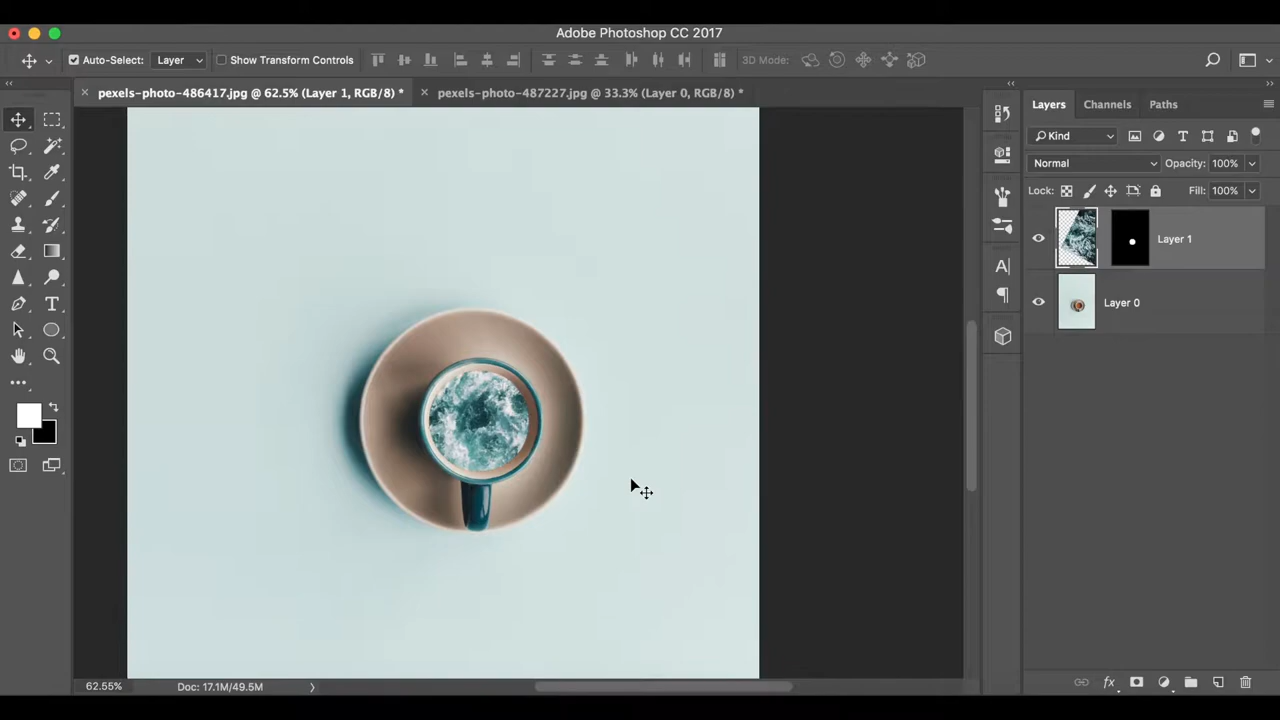 Adobe Photoshop CC 2017
Auto-Select: Layer Show Transform Controls 3D Mode:
pexels-photo-486417.jpg @ 62.5% (Layer 1, RGB/8) * pexels-photo-487227.jpg @ 33.3% (Layer 0, RGB/8) *
Layers Channels Paths
Kind
Normal Opacity: 100%
Lock: Fill: 100%
Layer 1
Layer 0
62.55% Doc: 17.1M/49.5M